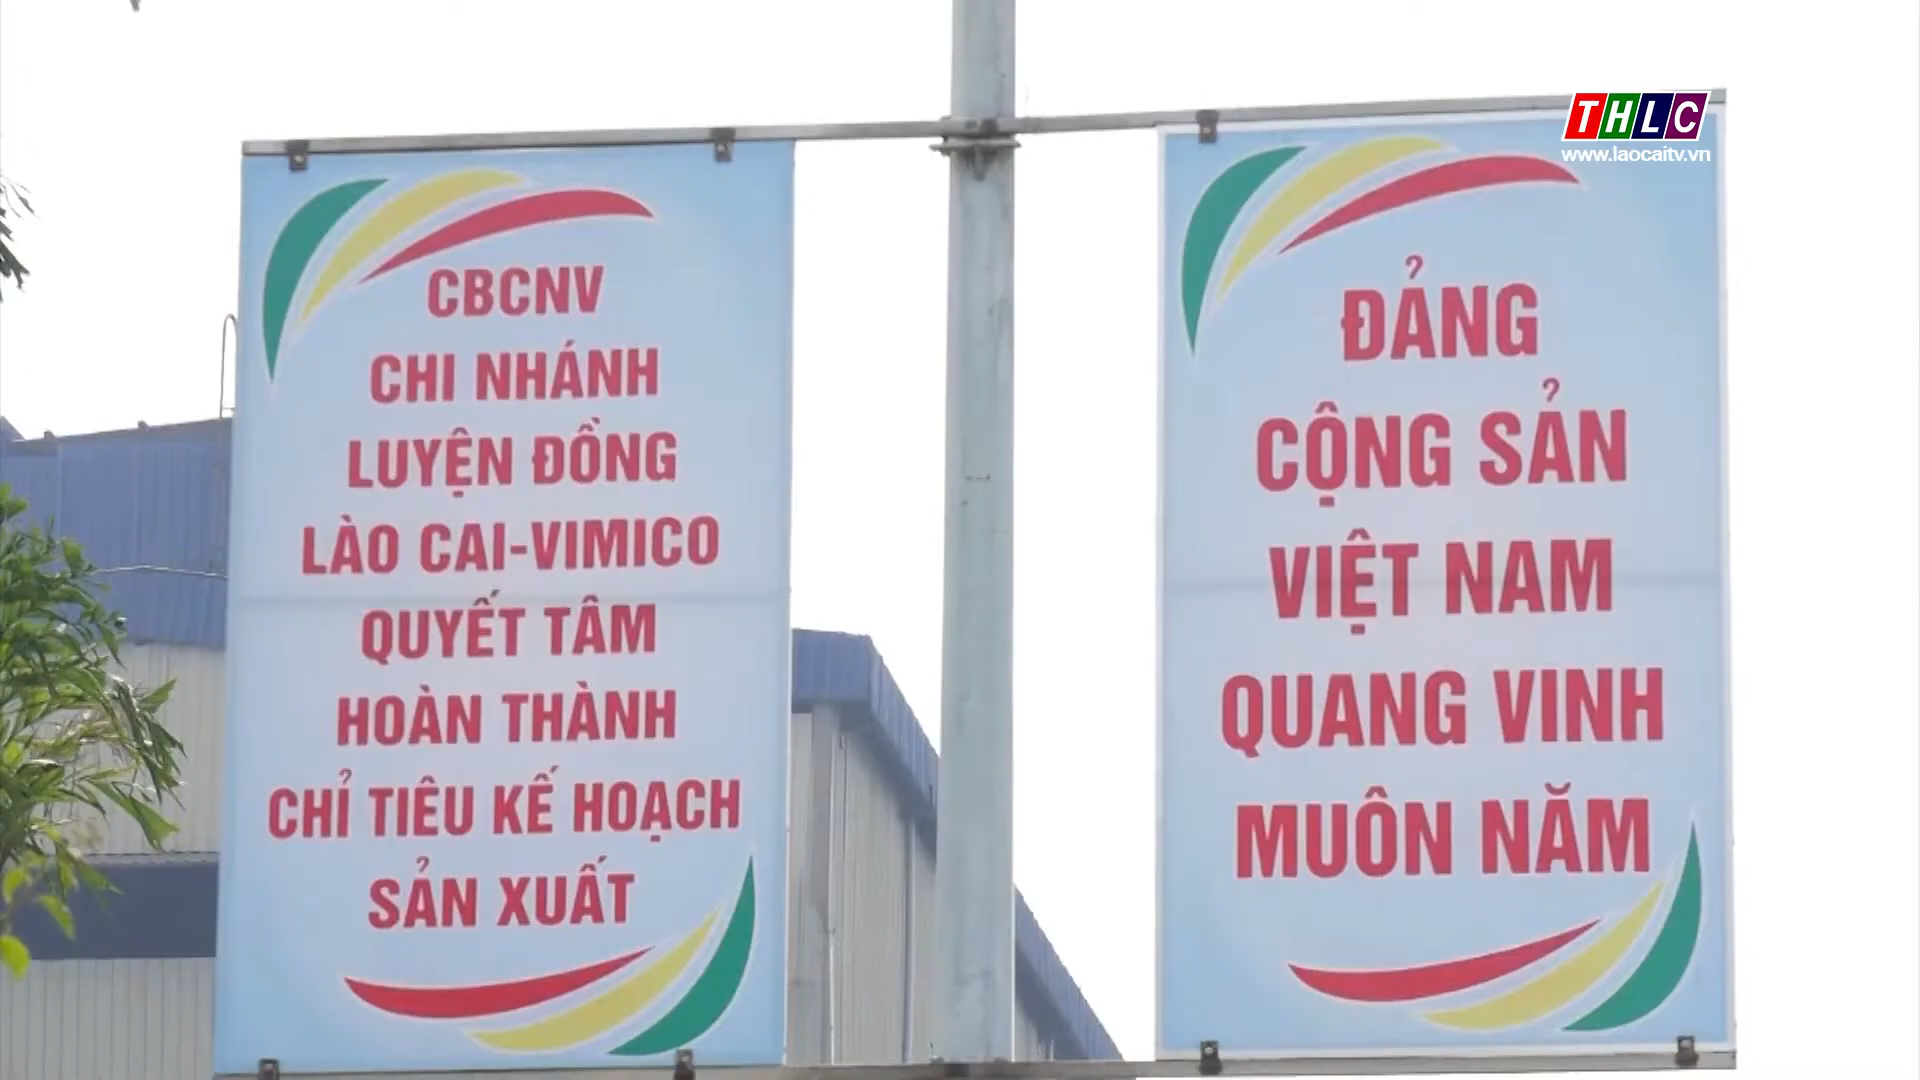 CBCNV
CHI NHÁNH
LUYỆN ĐỒNG
LÀO CAI-VIMICO
QUYẾT TÂM
HOÀN THÀNH
CHỈ TIÊU KẾ HOẠCH
SẢN XUẤT
ĐẢNG
CỘNG SẢN
VIỆT NAM
QUANG VINH
MUÔN NĂM
THLC
www.laocaitv.vn